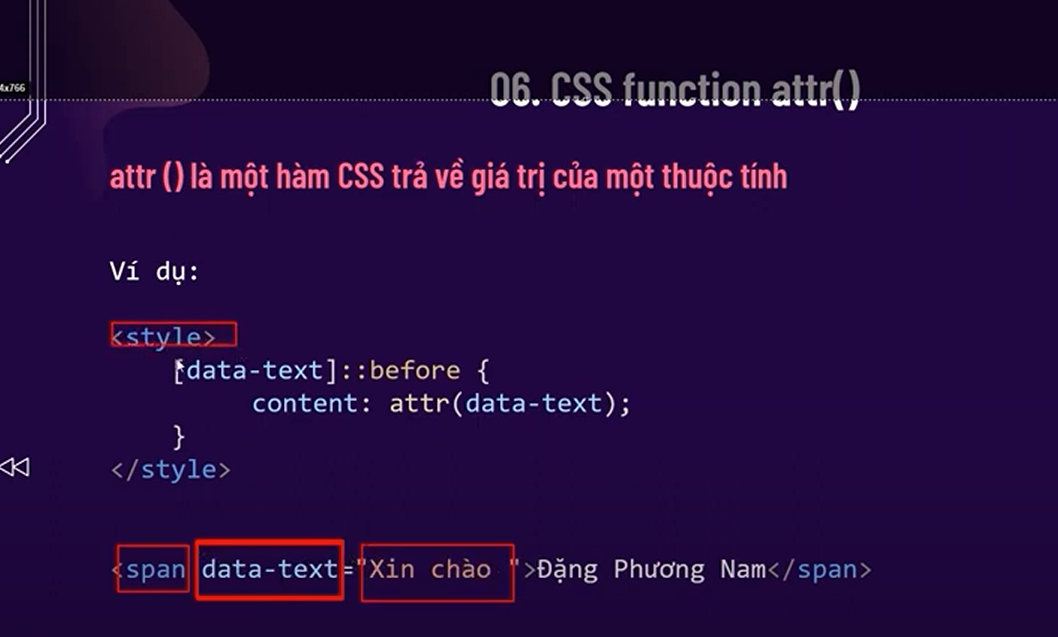 4x766
06. CSS function attr()
attr () là một hàm CSS trả về giá trị của một thuộc tính
Ví dụ:
<style>
[data-text]::before {
content: attr(data-text);
}
</style>
<span data-text="Xin chào ">Đặng Phương Nam</span>